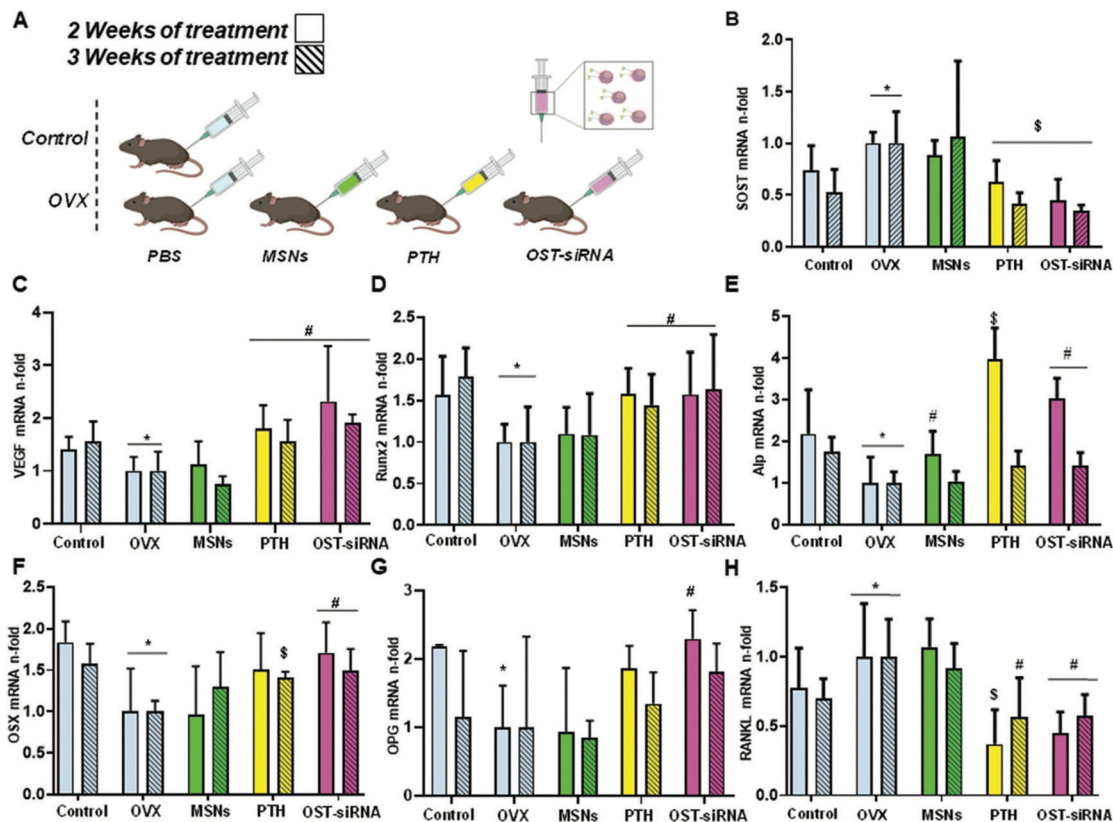 A
2 Weeks of treatment
3 Weeks of treatment
Control
OVX
PBS MSNs PTH OST-siRNA
B
SOST mRNA n-fold
2.0
1.5
1.0
0.5
0.0
*
$
Control OVX MSNs PTH OST-siRNA
C
VEGF mRNA n-fold
4
3
2
1
0
*
#
Control OVX MSNs PTH OST-siRNA
D
Runx2 mRNA n-fold
2.5
2.0
1.5
1.0
0.5
0.0
*
#
Control OVX MSNs PTH OST-siRNA
E
Alp mRNA n-fold
5
4
3
2
1
0
*
#
$
#
Control OVX MSNs PTH OST-siRNA
F
OSX mRNA n-fold
2.5
2.0
1.5
1.0
0.5
0.0
*
$
#
Control OVX MSNs PTH OST-siRNA
G
OPG mRNA n-fold
3
2
1
0
*
#
Control OVX MSNs PTH OST-siRNA
H
RANKL mRNA n-fold
1.5
1.0
0.5
0.0
*
$
#
#
Control OVX MSNs PTH OST-siRNA